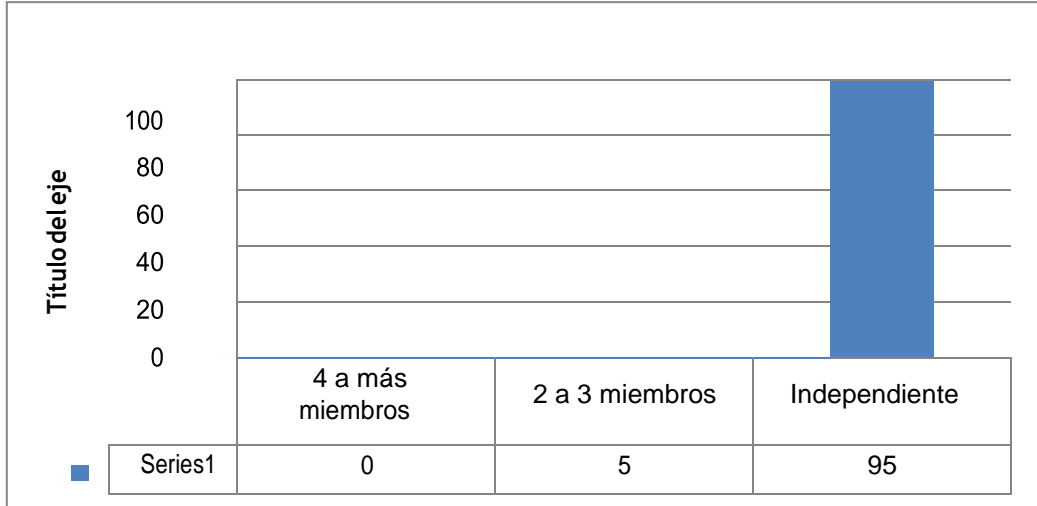 Título del eje
100
80
60
40
20
0
4 a más
miembros
2 a 3 miembros
Independiente
Series1
0
5
95